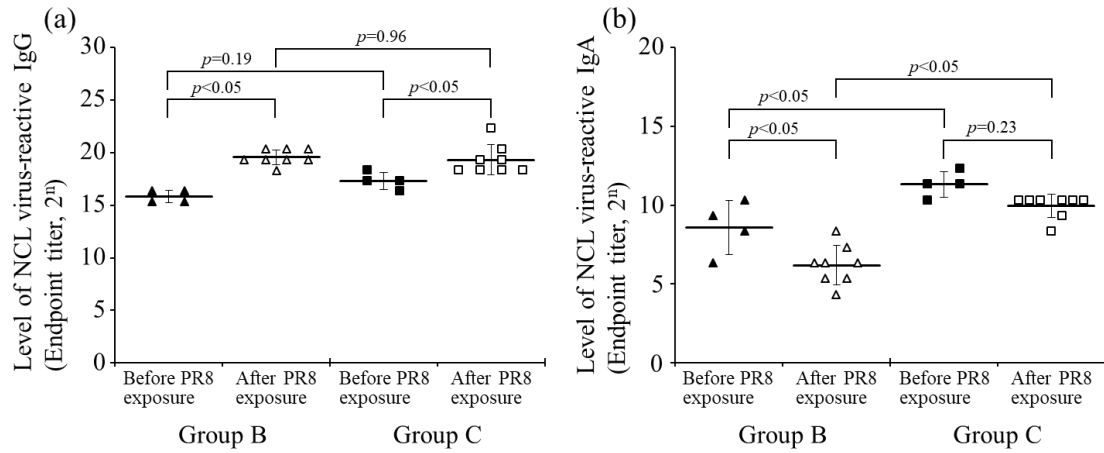 (a)
Level of NCL virus-reactive IgG
(Endpoint titer, 2ⁿ)
30
25
20
15
10
5
0
p=0.96
p=0.19
p<0.05
p<0.05
Before PR8
exposure
After PR8
exposure
Before PR8
exposure
After PR8
exposure
Group B
Group C
(b)
Level of NCL virus-reactive IgA
(Endpoint titer, 2ⁿ)
20
15
10
5
0
p<0.05
p<0.05
p<0.05
p=0.23
Before PR8
exposure
After PR8
exposure
Before PR8
exposure
After PR8
exposure
Group B
Group C